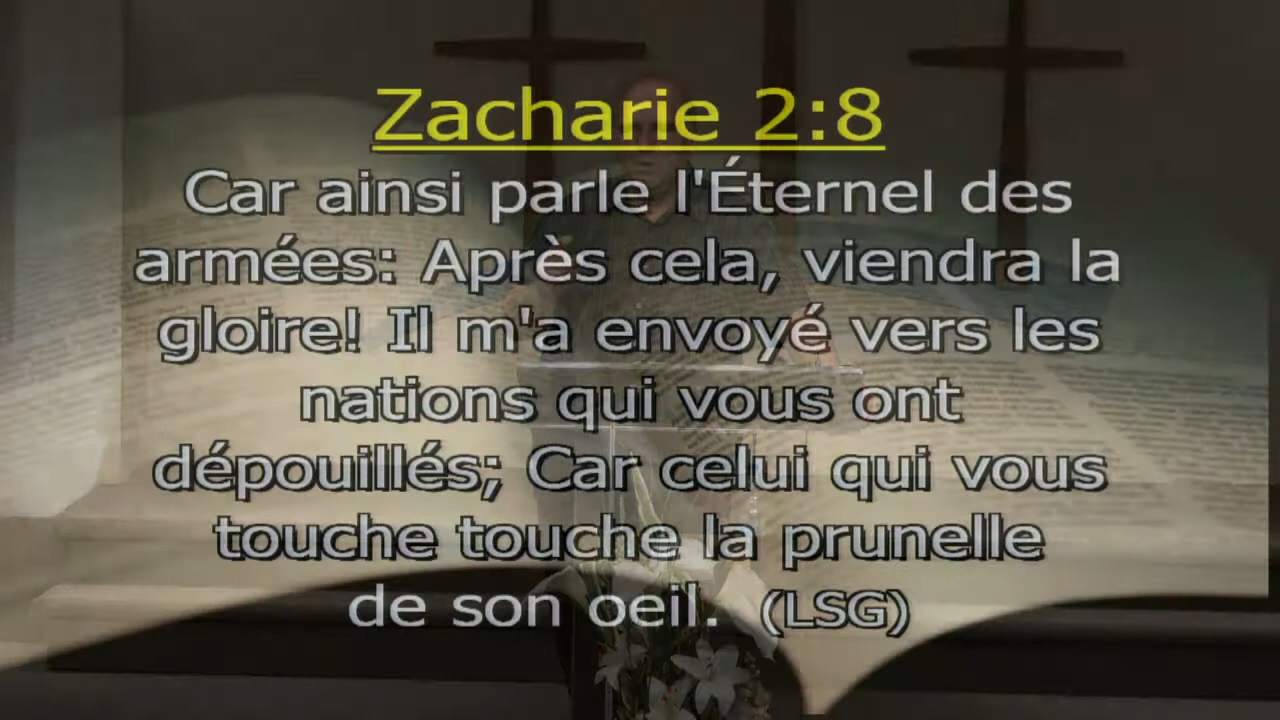 Zacharie 2:8
Car ainsi parle l'Éternel des
armées: Après cela, viendra la
gloire! Il m'a envoyé vers les
nations qui vous ont
dépouillés; Car celui qui vous
touche touche la prunelle
de son oeil. (LSG)